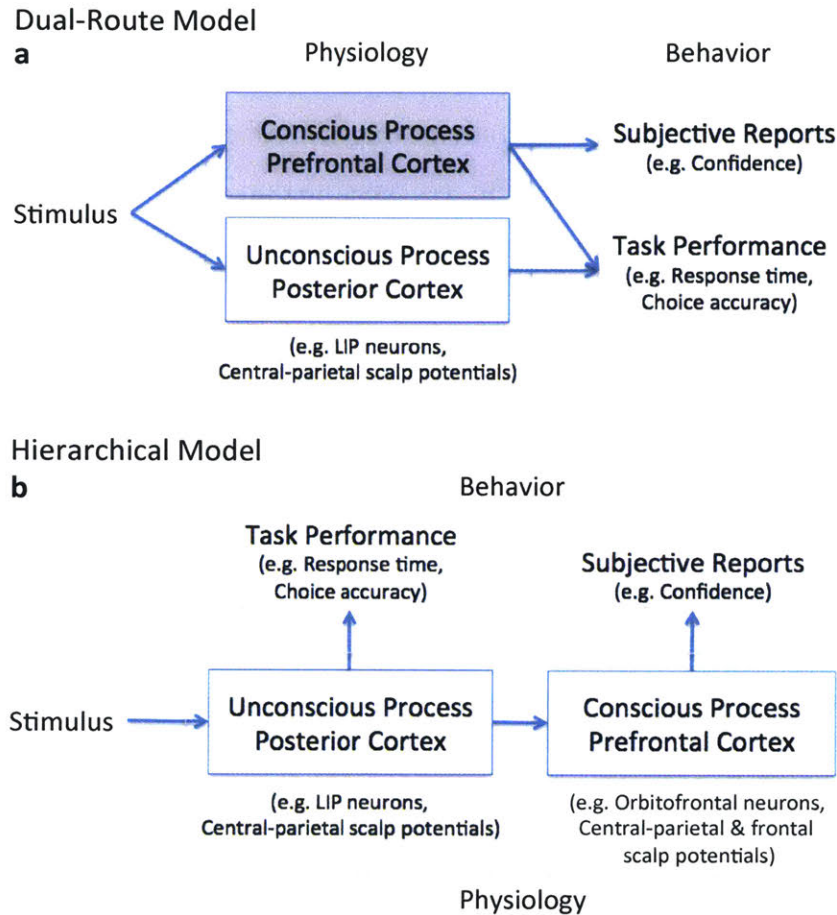 Dual-Route Model
a
Physiology
Behavior
Conscious Process
Prefrontal Cortex
Subjective Reports
(e.g. Confidence)
Stimulus
Unconscious Process
Posterior Cortex
Task Performance
(e.g. Response time,
Choice accuracy)
(e.g. LIP neurons,
Central-parietal scalp potentials)
Hierarchical Model
b
Behavior
Task Performance
(e.g. Response time,
Choice accuracy)
Subjective Reports
(e.g. Confidence)
Stimulus
Unconscious Process
Posterior Cortex
Conscious Process
Prefrontal Cortex
(e.g. LIP neurons,
Central-parietal scalp potentials)
(e.g. Orbitofrontal neurons,
Central-parietal & frontal
scalp potentials)
Physiology